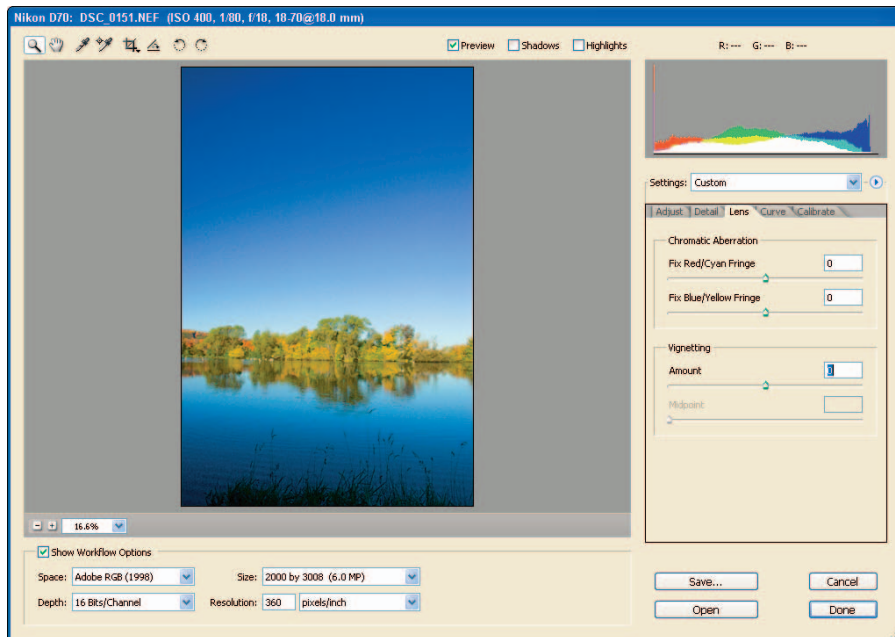 Nikon D70: DSC_0151.NEF (ISO 400, 1/80, f/18, 18-70@18.0 mm)
Preview Shadows Highlights R: --- G: --- B: ---
Settings: Custom
Adjust Detail Lens Curve Calibrate
Chromatic Aberration
Fix Red/Cyan Fringe 0
Fix Blue/Yellow Fringe 0
Vignetting
Amount 0
Midpoint
16.6%
Show Workflow Options
Space: Adobe RGB (1998) Size: 2000 by 3008 (6.0 MP)
Depth: 16 Bits/Channel Resolution: 360 pixels/inch
Save... Cancel
Open Done